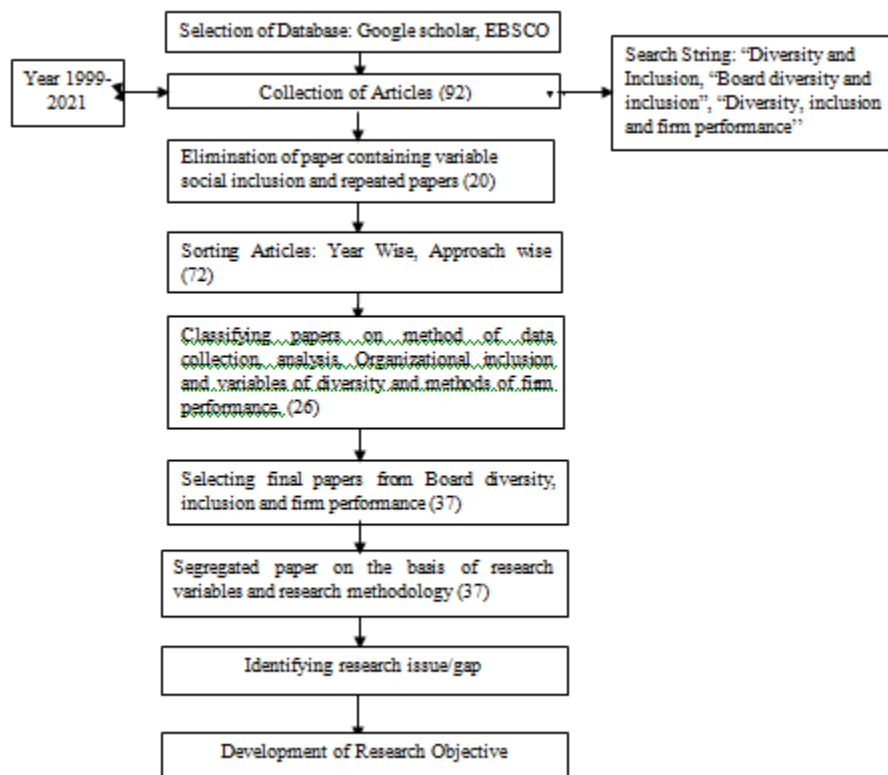 Selection of Database: Google scholar, EBSCO
Year 1999-
2021
Collection of Articles (92)
Search String: “Diversity and
Inclusion, “Board diversity and
inclusion”, “Diversity, inclusion
and firm performance”
Elimination of paper containing variable
social inclusion and repeated papers (20)
Sorting Articles: Year Wise, Approach wise
(72)
Classifying papers on method of data
collection, analysis, Organizational inclusion
and variables of diversity and methods of firm
performance. (26)
Selecting final papers from Board diversity,
inclusion and firm performance (37)
Segregated paper on the basis of research
variables and research methodology (37)
Identifying research issue/gap
Development of Research Objective